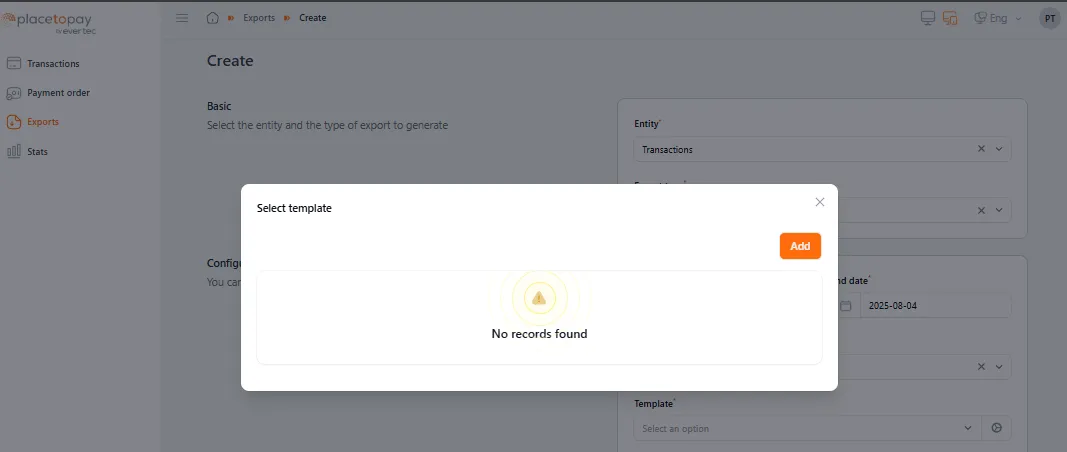 placetopay
by evertec
Exports
Create
Eng
PT
Transactions
Payment order
Exports
Stats
Create
Basic
Select the entity and the type of export to generate
Entity*
Transactions
Select template
Add
No records found
You can
nd date*
2025-08-04
Template*
Select an option